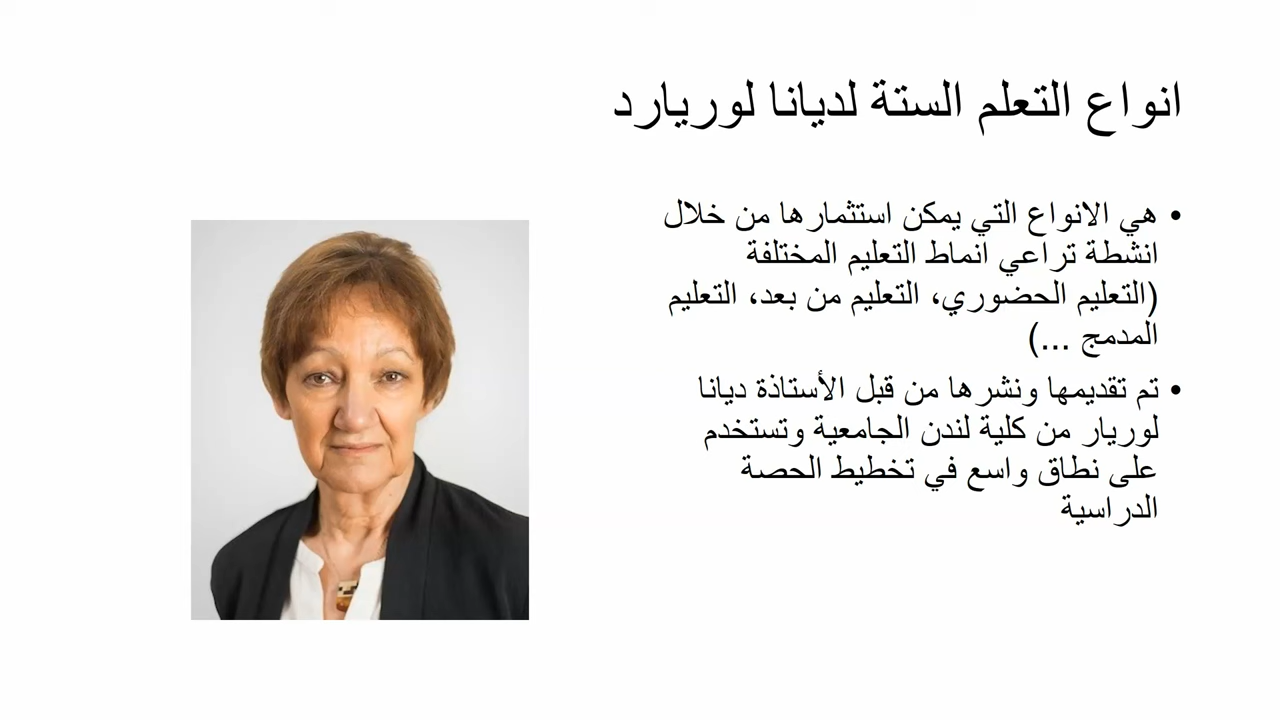 انواع التعلم الستة لديانا لوريارد
• هي الانواع التي يمكن استثمارها من خلال
انشطة تراعي انماط التعليم المختلفة
(التعليم الحضوري، التعليم من بعد، التعليم
المدمج ...)
• تم تقديمها ونشرها من قبل الأستاذة ديانا
لوريار من كلية لندن الجامعية وتستخدم
على نطاق واسع في تخطيط الحصة
الدراسية